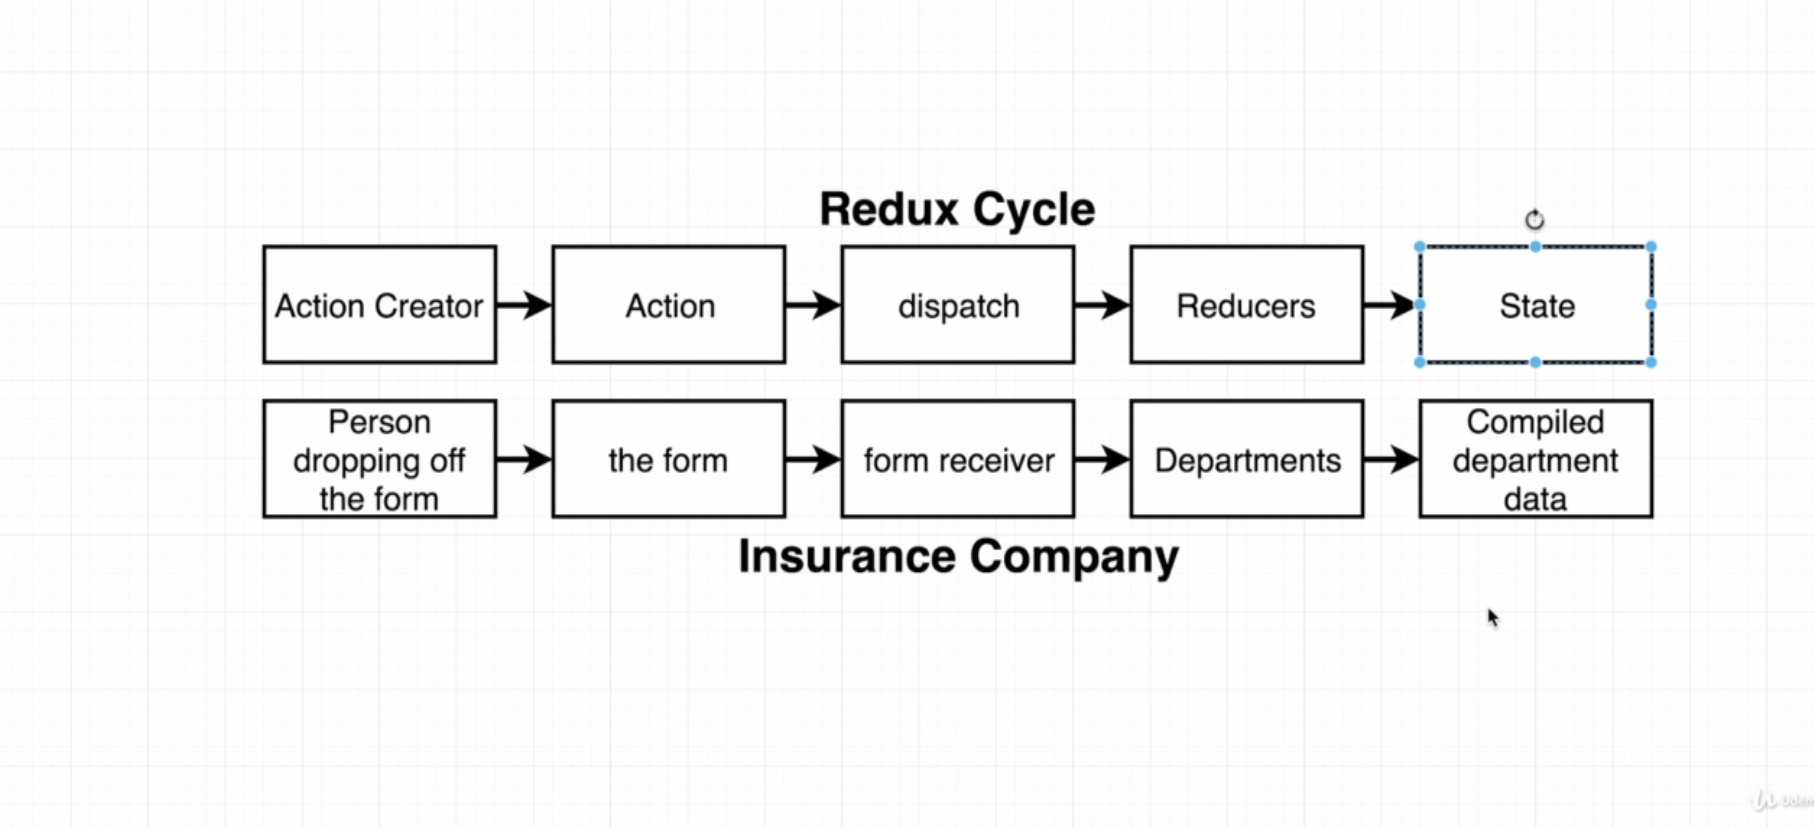 Redux Cycle
Action Creator
Action
dispatch
Reducers
State
Person
dropping off
the form
the form
form receiver
Departments
Compiled
department
data
Insurance Company